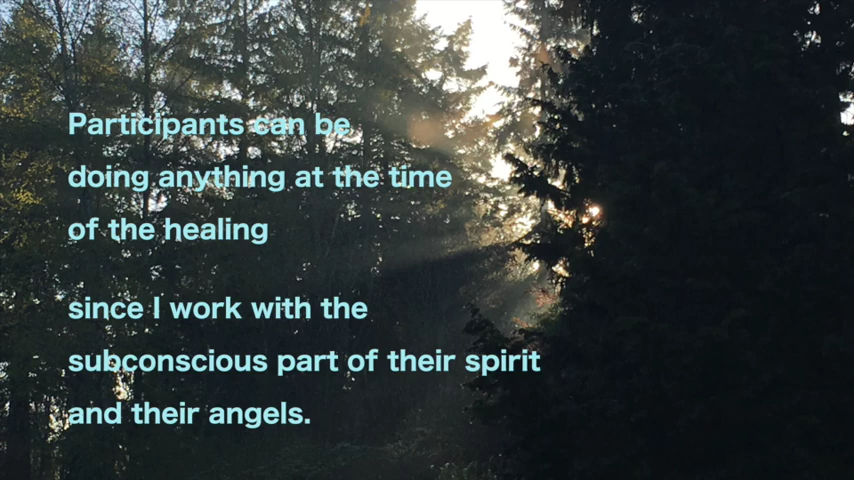 Participants can be
doing anything at the time
of the healing
since I work with the
subconscious part of their spirit
and their angels.